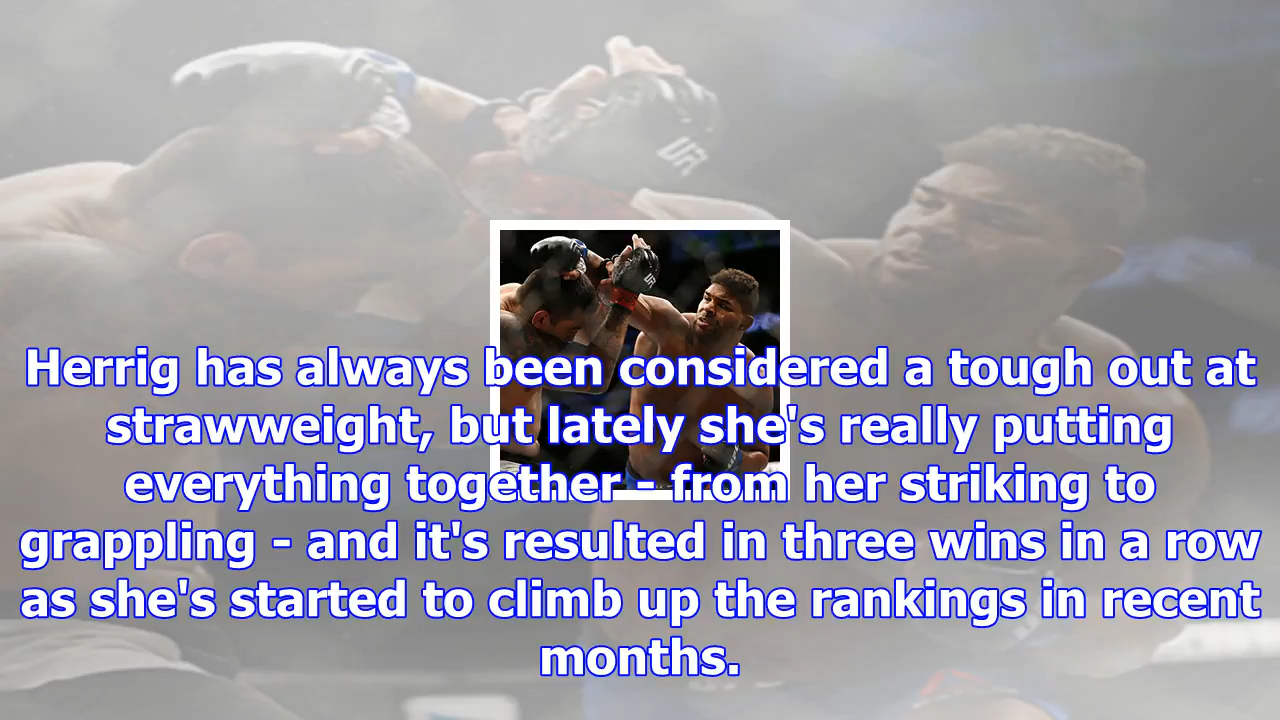 Herrig has always been considered a tough out at
strawweight, but lately she's really putting
everything together - from her striking to
grappling - and it's resulted in three wins in a row
as she's started to climb up the rankings in recent
months.